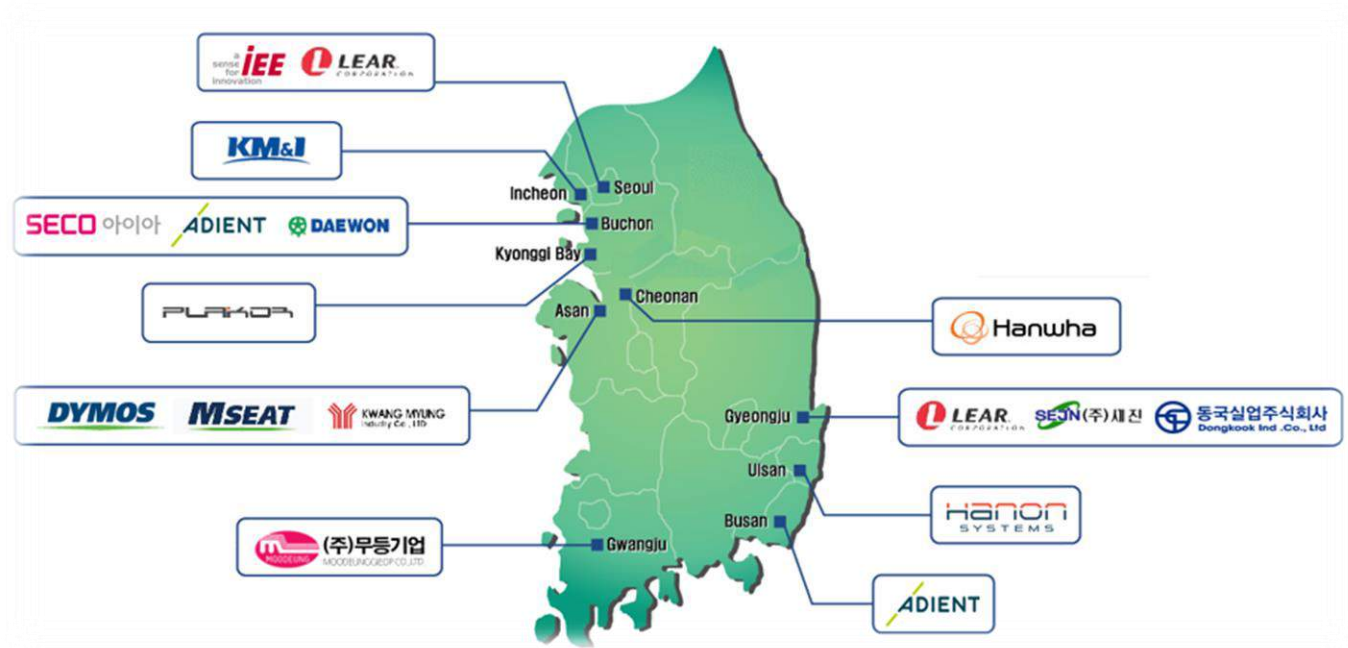 a sense for innovation iEE LEAR CORPORATION
KM&I
Incheon Seoul
SECO 아이아 ADIENT DAEWON
Buchon
Kyonggi Bay
PLAKOR
Cheonan
Asan
Hanwha
DYMOS MSEAT KWANG MYUNG Industry Co., LTD
Gyeongju
LEAR CORPORATION SEJIN (주)세진 동국실업주식회사 Dongkook Ind .Co., Ltd
Ulsan
HANON SYSTEMS
Busan
MOODEUNG (주)무등기업 MOODEUNGGEOP CO.,LTD
Gwangju
ADIENT